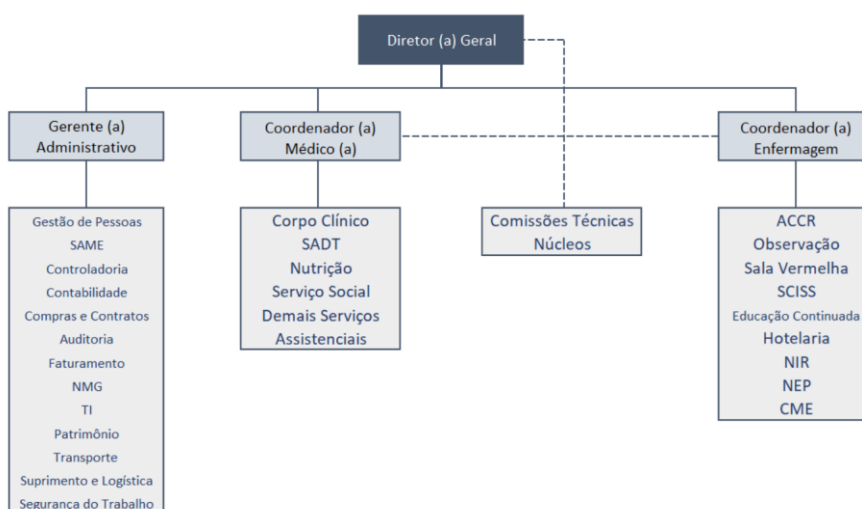 Diretor (a) Geral
Gerente (a)
Administrativo
Coordenador (a)
Médico (a)
Coordenador (a)
Enfermagem
Gestão de Pessoas
SAME
Controladoria
Contabilidade
Compras e Contratos
Auditoria
Faturamento
NMG
TI
Patrimônio
Transporte
Suprimento e Logística
Segurança do Trabalho
Corpo Clínico
SADT
Nutrição
Serviço Social
Demais Serviços
Assistenciais
Comissões Técnicas
Núcleos
ACCR
Observação
Sala Vermelha
SCISS
Educação Continuada
Hotelaria
NIR
NEP
CME